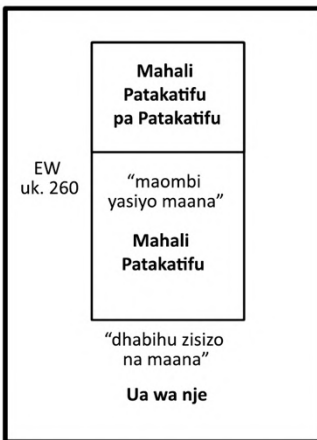 Mahali
Patakatifu
pa Patakatifu
EW
uk. 260
“maombi
yasiyo maana”
Mahali
Patakatifu
“dhabihu zisizo
na maana”
Ua wa nje